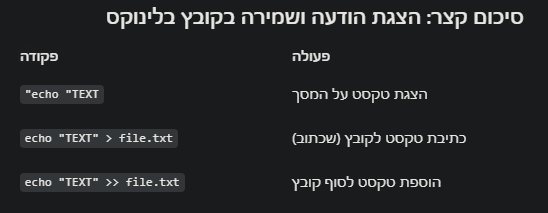 סיכום קצר: הצגת הודעה ושמירה בקובץ בלינוקס
פעולה פקודה
הצגת טקסט על המסך "echo "TEXT
כתיבת טקסט לקובץ (שכתוב) echo "TEXT" > file.txt
הוספת טקסט לסוף קובץ echo "TEXT" >> file.txt